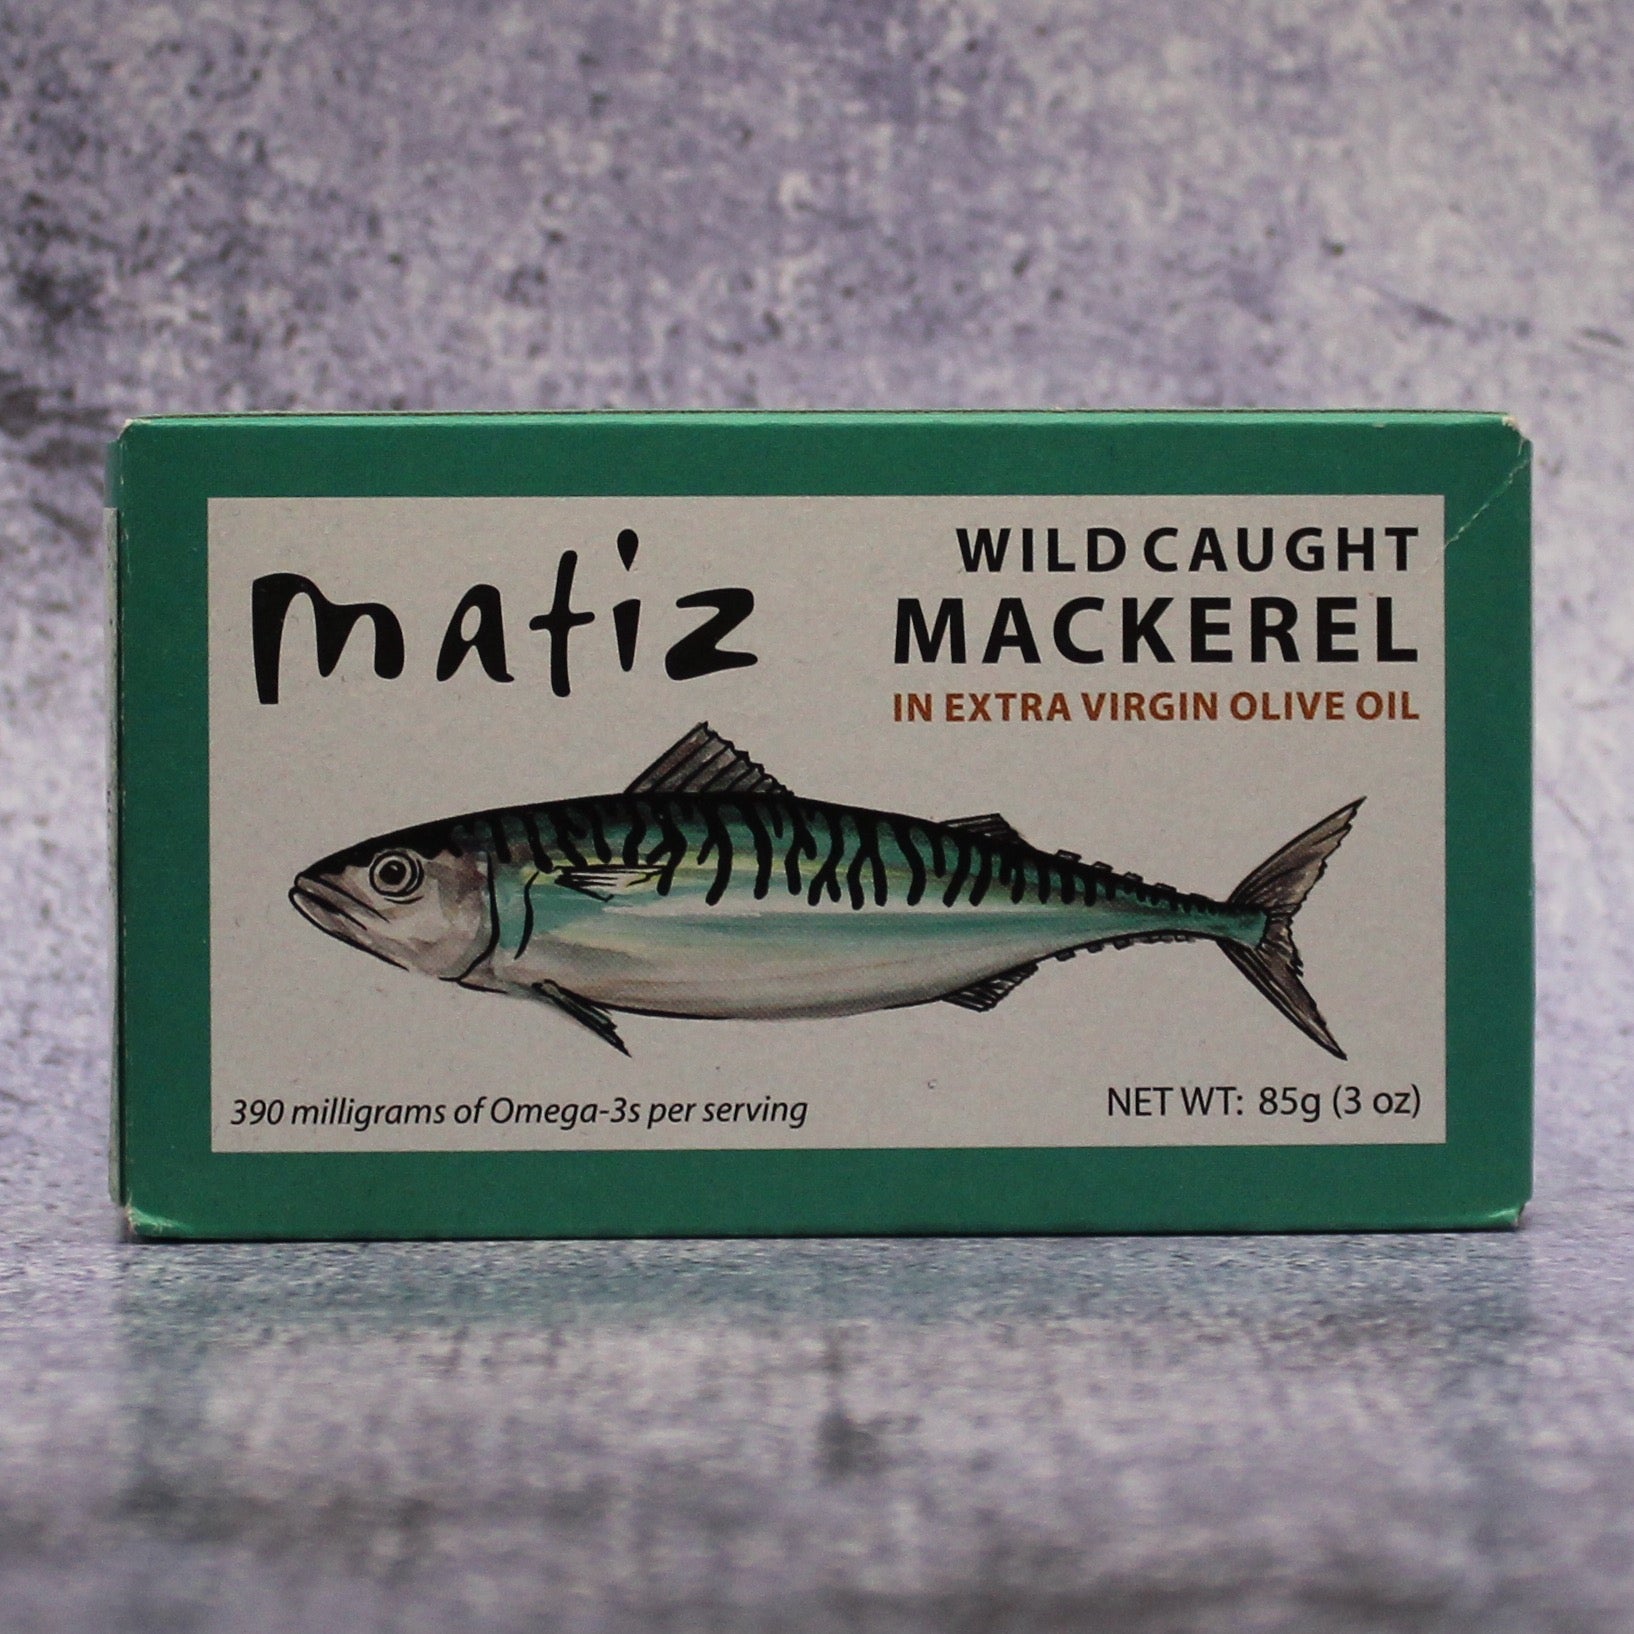 matiz
WILD CAUGHT
MACKEREL
IN EXTRA VIRGIN OLIVE OIL
390 milligrams of Omega-3s per serving
NET WT: 85g (3 oz)